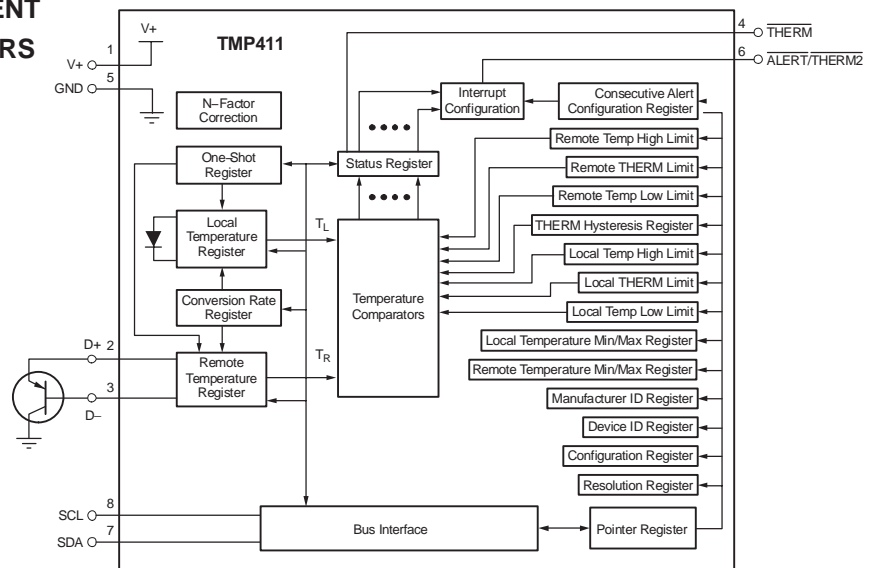 ENT
RS
TMP411
V+
1
V+
5
GND
4
THERM
6
ALERT/THERM2
N–Factor
Correction
Interrupt
Configuration
Consecutive Alert
Configuration Register
One-Shot
Register
Status Register
Remote Temp High Limit
Remote THERM Limit
Remote Temp Low Limit
THERM Hysteresis Register
Local Temp High Limit
Local THERM Limit
Local Temp Low Limit
Local
Temperature
Register
TL
Temperature
Comparators
Conversion Rate
Register
TR
D+ 2
Remote
Temperature
Register
3
D–
Local Temperature Min/Max Register
Remote Temperature Min/Max Register
Manufacturer ID Register
Device ID Register
Configuration Register
Resolution Register
8
SCL
7
SDA
Bus Interface
Pointer Register